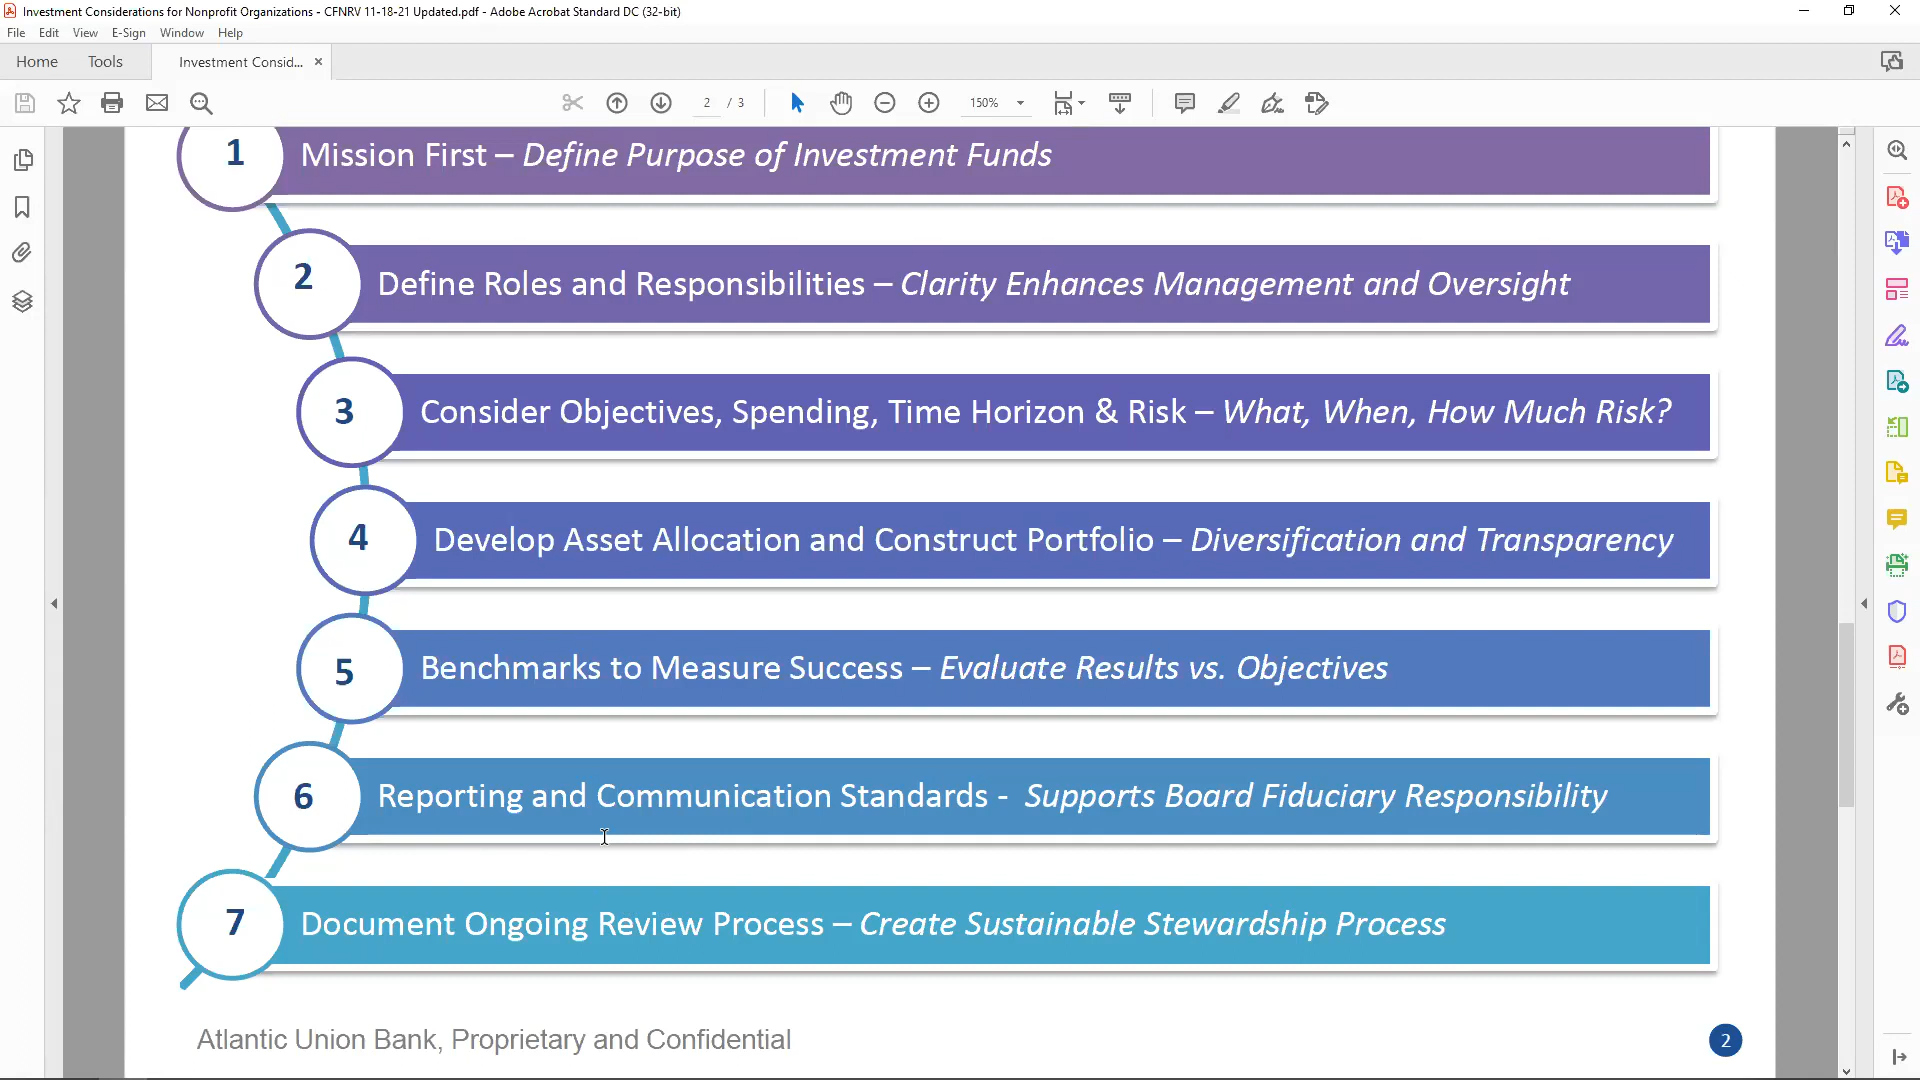 Investment Considerations for Nonprofit Organizations - CFNRV 11-18-21 Updated.pdf - Adobe Acrobat Standard DC (32-bit)
File Edit View E-Sign Window Help
Home Tools Investment Consid... ×
2 / 3 150%
1 Mission First – Define Purpose of Investment Funds
2 Define Roles and Responsibilities – Clarity Enhances Management and Oversight
3 Consider Objectives, Spending, Time Horizon & Risk – What, When, How Much Risk?
4 Develop Asset Allocation and Construct Portfolio – Diversification and Transparency
5 Benchmarks to Measure Success – Evaluate Results vs. Objectives
6 Reporting and Communication Standards - Supports Board Fiduciary Responsibility
7 Document Ongoing Review Process – Create Sustainable Stewardship Process
Atlantic Union Bank, Proprietary and Confidential 2